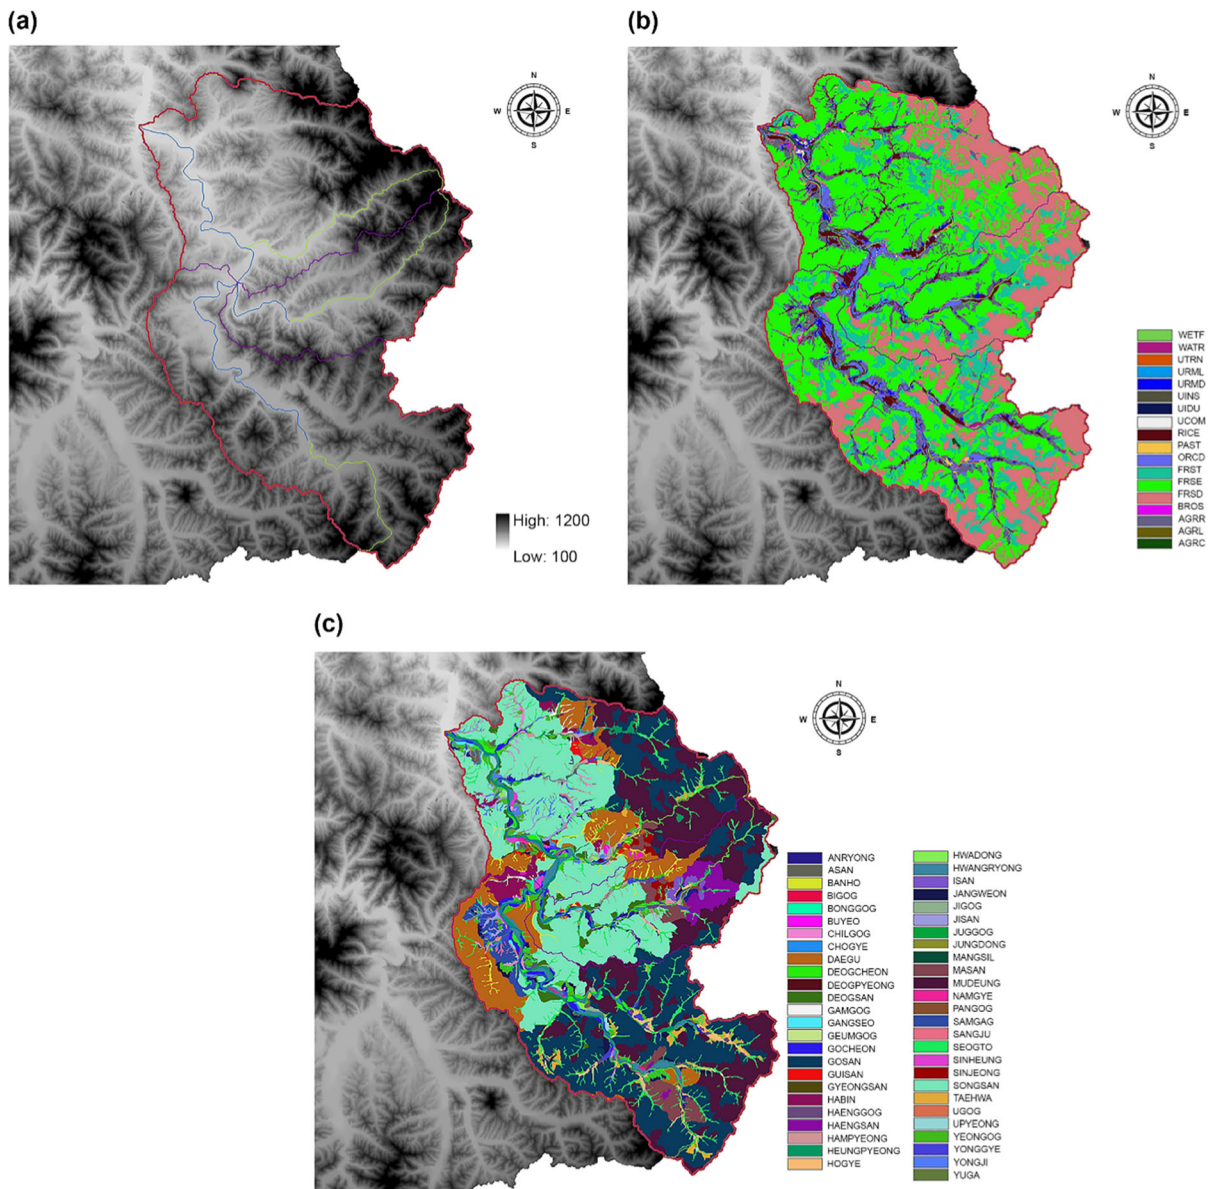 (a)
(b)
N
W
E
S
N
W
E
S
High: 1200
Low: 100
WETF
WATR
UTRN
URML
URMD
UINS
UIDU
UCOM
RICE
PAST
ORCD
FRST
FRSE
FRSD
BROS
AGRR
AGRL
AGRC
(c)
N
W
E
S
ANRYONG
ASAN
BANHO
BIGOG
BONGGOG
BUYEO
CHILGOG
CHOGYE
DAEGU
DEOGCHEON
DEOGPYEONG
DEOGSAN
GAMGOG
GANGSEO
GEUMGOG
GOCHEON
GOSAN
GUISAN
GYEONGSAN
HABIN
HAENGGOG
HAENGSAN
HAMPYEONG
HEUNGPYEONG
HOGYE
HWADONG
HWANGRYONG
ISAN
JANGWEON
JIGOG
JISAN
JUGGOG
JUNGDONG
MANGSIL
MASAN
MUDEUNG
NAMGYE
PANGOG
SAMGAG
SANGJU
SEOGTO
SINHEUNG
SINJEONG
SONGSAN
TAEHWA
UGOG
UPYEONG
YEONGOG
YONGGYE
YONGJI
YUGA